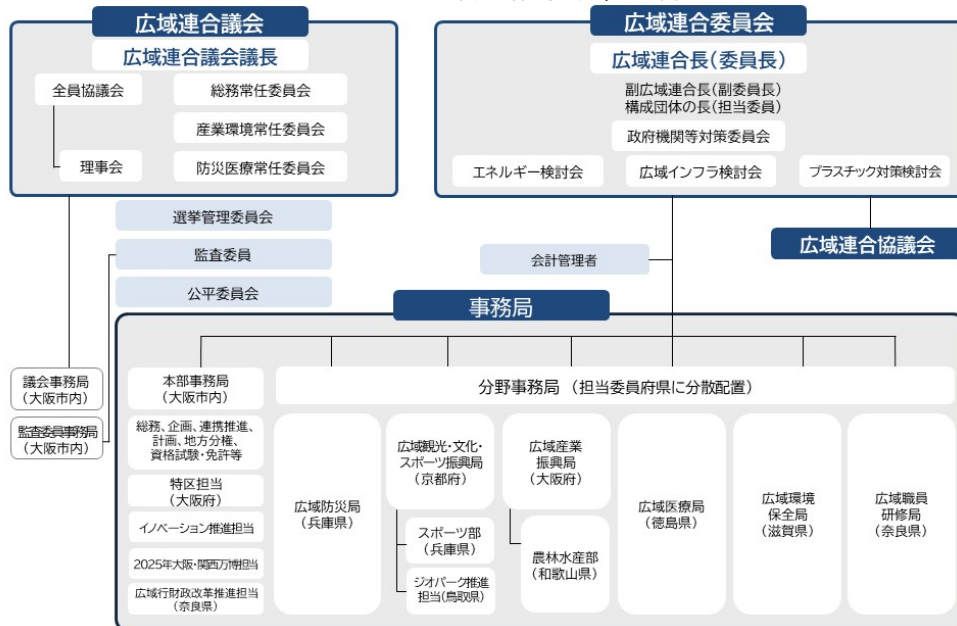 広域連合議会
広域連合議会議長
全員協議会
総務常任委員会
産業環境常任委員会
理事会
防災医療常任委員会
広域連合委員会
広域連合長(委員長)
副広域連合長(副委員長)
構成団体の長(担当委員)
政府機関等対策委員会
エネルギー検討会
広域インフラ検討会
プラスチック対策検討会
選挙管理委員会
監査委員
公平委員会
会計管理者
広域連合協議会
事務局
議会事務局
(大阪市内)
監査委員事務局
(大阪市内)
本部事務局
(大阪市内)
総務、企画、連携推進、
計画、地方分権、
資格試験・免許等
特区担当
(大阪府)
イノベーション推進担当
2025年大阪・関西万博担当
広域行財政改革推進担当
(奈良県)
分野事務局 (担当委員府県に分散配置)
広域防災局
(兵庫県)
広域観光・文化・
スポーツ振興局
(京都府)
スポーツ部
(兵庫県)
ジオパーク推進
担当(鳥取県)
広域産業
振興局
(大阪府)
農林水産部
(和歌山県)
広域医療局
(徳島県)
広域環境
保全局
(滋賀県)
広域職員
研修局
(奈良県)